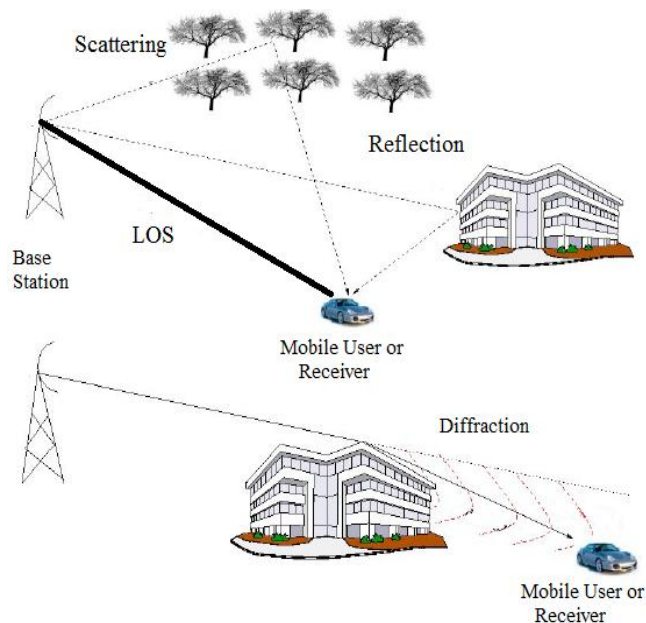 Scattering
Reflection
LOS
Base
Station
Mobile User or
Receiver
Diffraction
Mobile User or
Receiver